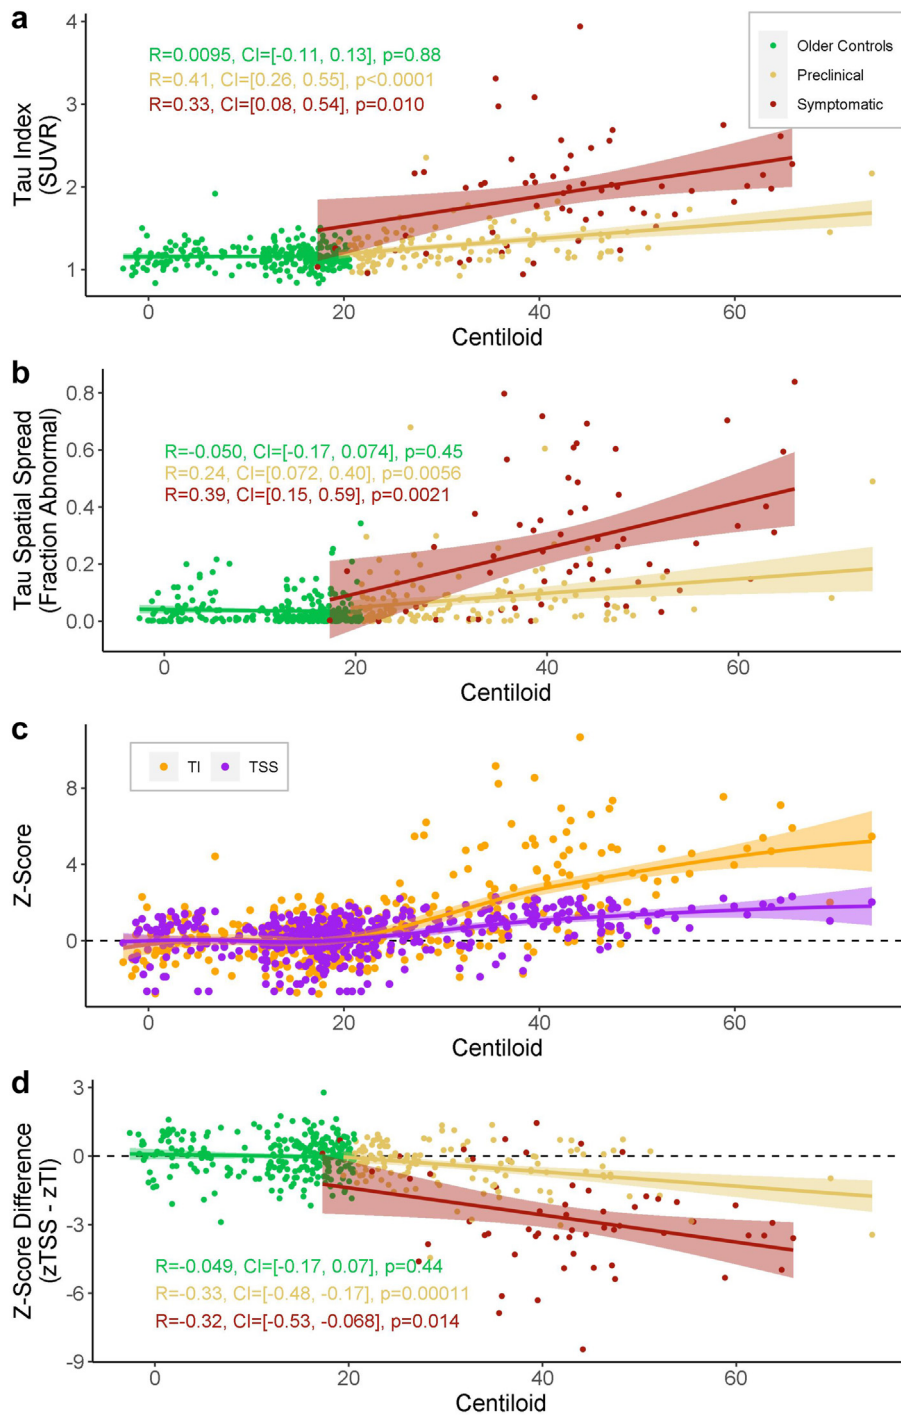 a
4
3
2
1
Tau Index
(SUVR)
R=0.0095, CI=[-0.11, 0.13], p=0.88
R=0.41, CI=[0.26, 0.55], p<0.0001
R=0.33, CI=[0.08, 0.54], p=0.010
Older Controls
Preclinical
Symptomatic
0 20 40 60
Centiloid
b
0.8
0.6
0.4
0.2
0.0
Tau Spatial Spread
(Fraction Abnormal)
R=-0.050, CI=[-0.17, 0.074], p=0.45
R=0.24, CI=[0.072, 0.40], p=0.0056
R=0.39, CI=[0.15, 0.59], p=0.0021
0 20 40 60
Centiloid
c
8
4
0
Z-Score
TI TSS
0 20 40 60
Centiloid
d
3
0
-3
-6
-9
Z-Score Difference
(zTSS - zTI)
R=-0.049, CI=[-0.17, 0.07], p=0.44
R=-0.33, CI=[-0.48, -0.17], p=0.00011
R=-0.32, CI=[-0.53, -0.068], p=0.014
0 20 40 60
Centiloid